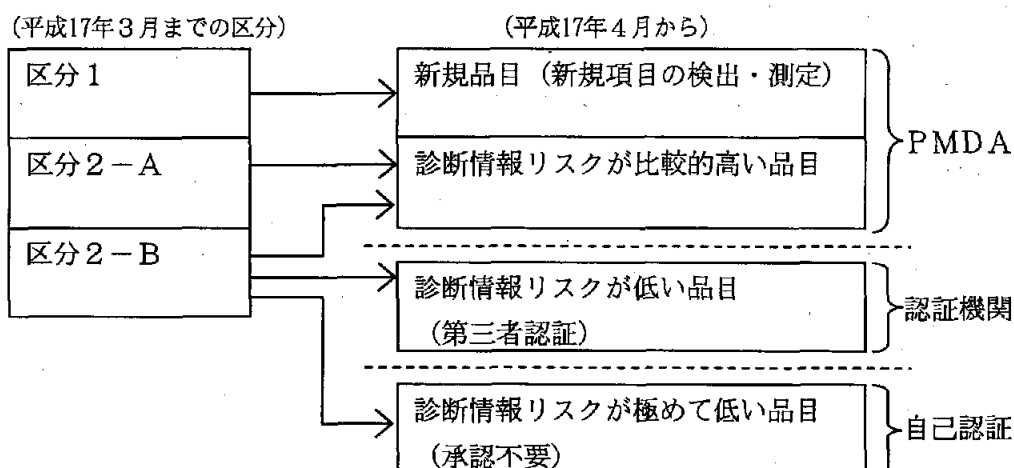 (平成17年3月までの区分)
(平成17年4月から)
区分1
新規品目(新規項目の検出・測定)
PMDA
区分2-A
診断情報リスクが比較的高い品目
区分2-B
診断情報リスクが低い品目
(第三者認証)
認証機関
診断情報リスクが極めて低い品目
(承認不要)
自己認証